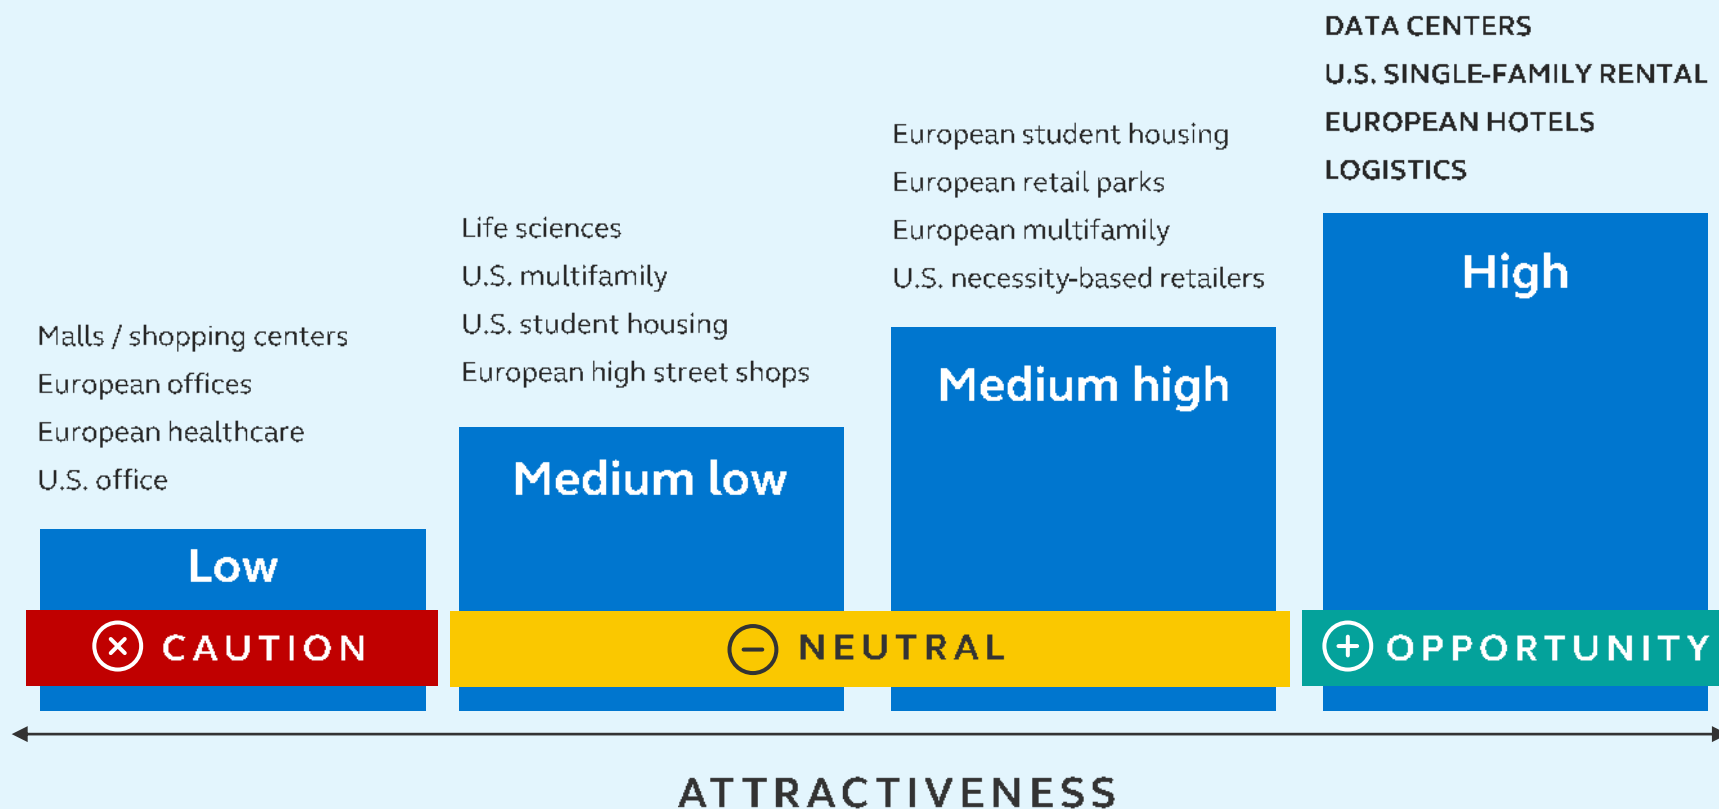 Malls / shopping centers
European offices
European healthcare
U.S. office
Low
CAUTION
Life sciences
U.S. multifamily
U.S. student housing
European high street shops
Medium low
European student housing
European retail parks
European multifamily
U.S. necessity-based retailers
Medium high
NEUTRAL
DATA CENTERS
U.S. SINGLE-FAMILY RENTAL
EUROPEAN HOTELS
LOGISTICS
High
OPPORTUNITY
ATTRACTIVENESS